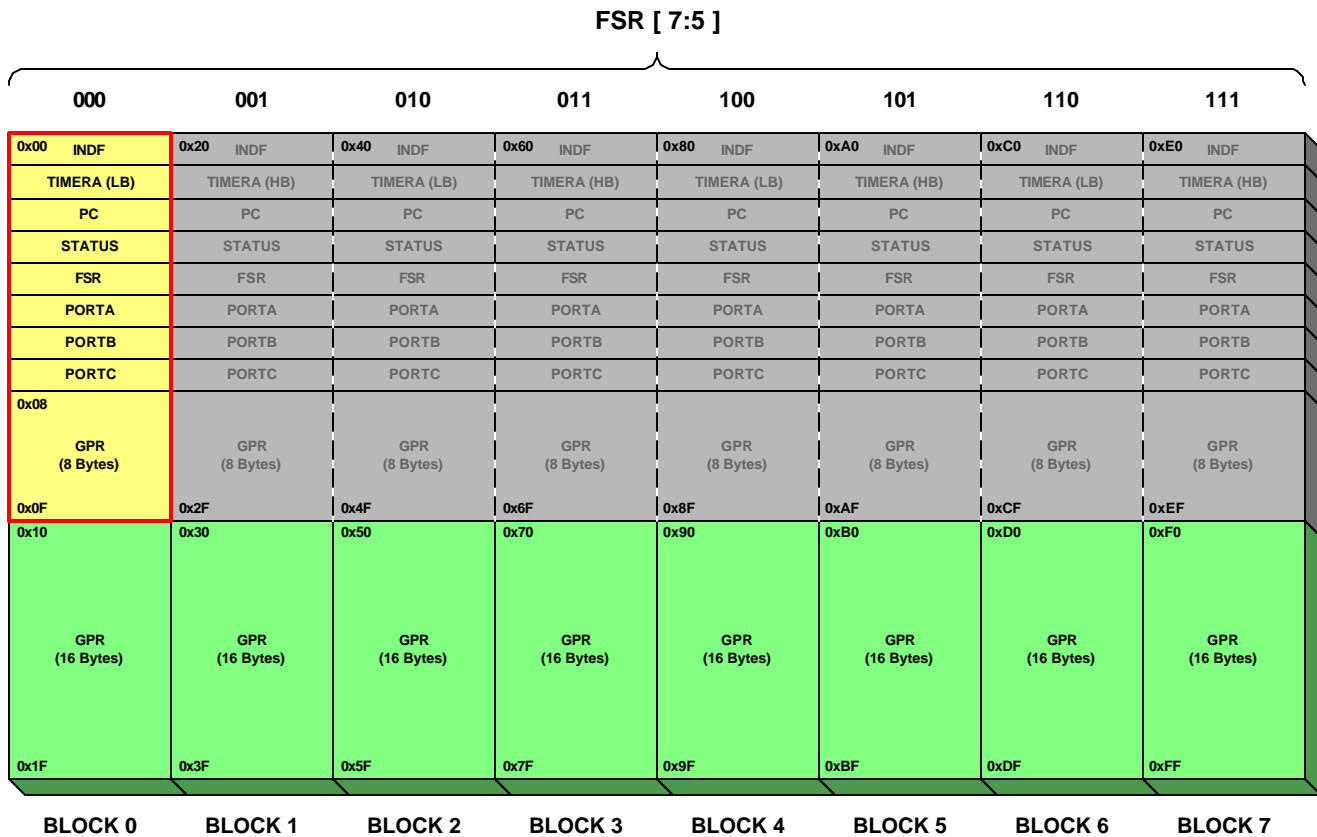 FSR [ 7:5 ]
000 001 010 011 100 101 110 111
0x00 INDF 0x20 INDF 0x40 INDF 0x60 INDF 0x80 INDF 0xA0 INDF 0xC0 INDF 0xE0 INDF
TIMERA (LB) TIMERA (HB) TIMERA (LB) TIMERA (HB) TIMERA (LB) TIMERA (HB) TIMERA (LB) TIMERA (HB)
PC PC PC PC PC PC PC PC
STATUS STATUS STATUS STATUS STATUS STATUS STATUS STATUS
FSR FSR FSR FSR FSR FSR FSR FSR
PORTA PORTA PORTA PORTA PORTA PORTA PORTA PORTA
PORTB PORTB PORTB PORTB PORTB PORTB PORTB PORTB
PORTC PORTC PORTC PORTC PORTC PORTC PORTC PORTC
0x08
GPR GPR GPR GPR GPR GPR GPR GPR
(8 Bytes) (8 Bytes) (8 Bytes) (8 Bytes) (8 Bytes) (8 Bytes) (8 Bytes) (8 Bytes)
0x0F 0x2F 0x4F 0x6F 0x8F 0xAF 0xCF 0xEF
0x10 0x30 0x50 0x70 0x90 0xB0 0xD0 0xF0
GPR GPR GPR GPR GPR GPR GPR GPR
(16 Bytes) (16 Bytes) (16 Bytes) (16 Bytes) (16 Bytes) (16 Bytes) (16 Bytes) (16 Bytes)
0x1F 0x3F 0x5F 0x7F 0x9F 0xBF 0xDF 0xFF
BLOCK 0 BLOCK 1 BLOCK 2 BLOCK 3 BLOCK 4 BLOCK 5 BLOCK 6 BLOCK 7